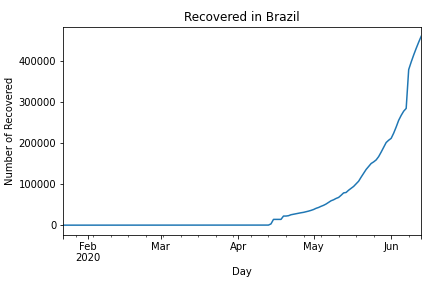 Recovered in Brazil
Number of Recovered
400000
300000
200000
100000
0
Feb Mar Apr May Jun
2020
Day